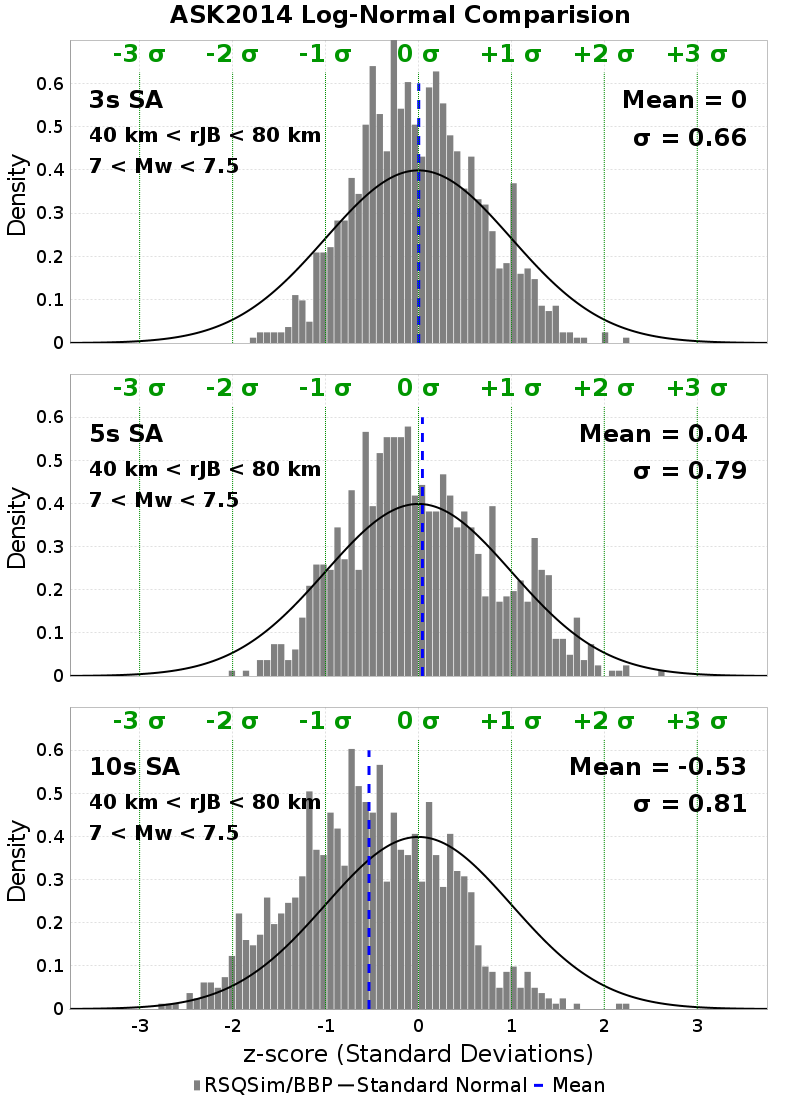 ASK2014 Log-Normal Comparision
-3 σ -2 σ -1 σ 0 σ +1 σ +2 σ +3 σ
3s SA
Mean = 0
40 km < rJB < 80 km
σ = 0.66
7 < Mw < 7.5
0.6
0.5
0.4
0.3
0.2
0.1
0
Density
-3 σ -2 σ -1 σ 0 σ +1 σ +2 σ +3 σ
5s SA
Mean = 0.04
40 km < rJB < 80 km
σ = 0.79
7 < Mw < 7.5
0.6
0.5
0.4
0.3
0.2
0.1
0
Density
-3 σ -2 σ -1 σ 0 σ +1 σ +2 σ +3 σ
10s SA
Mean = -0.53
40 km < rJB < 80 km
σ = 0.81
7 < Mw < 7.5
0.6
0.5
0.4
0.3
0.2
0.1
0
Density
-3 -2 -1 0 1 2 3
z-score (Standard Deviations)
RSQSim/BBP Standard Normal Mean